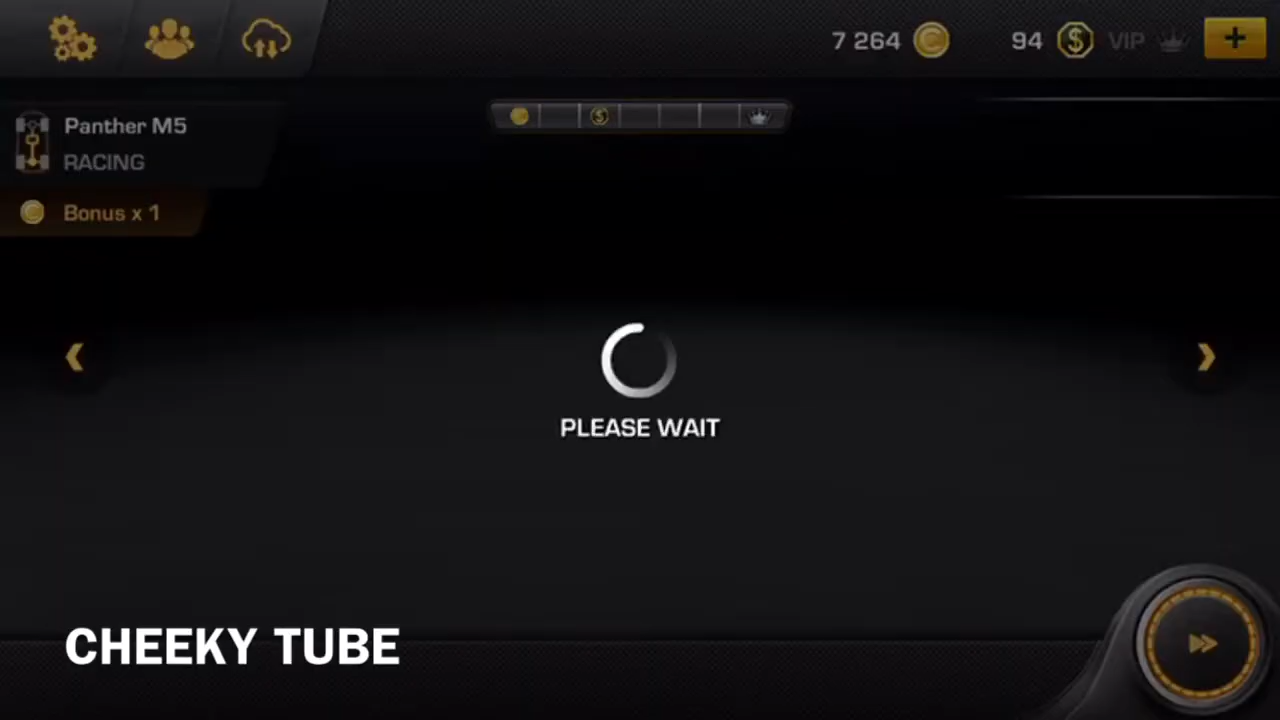 7 264
94
VIP
Panther M5
RACING
Bonus x 1
PLEASE WAIT
CHEEKY TUBE